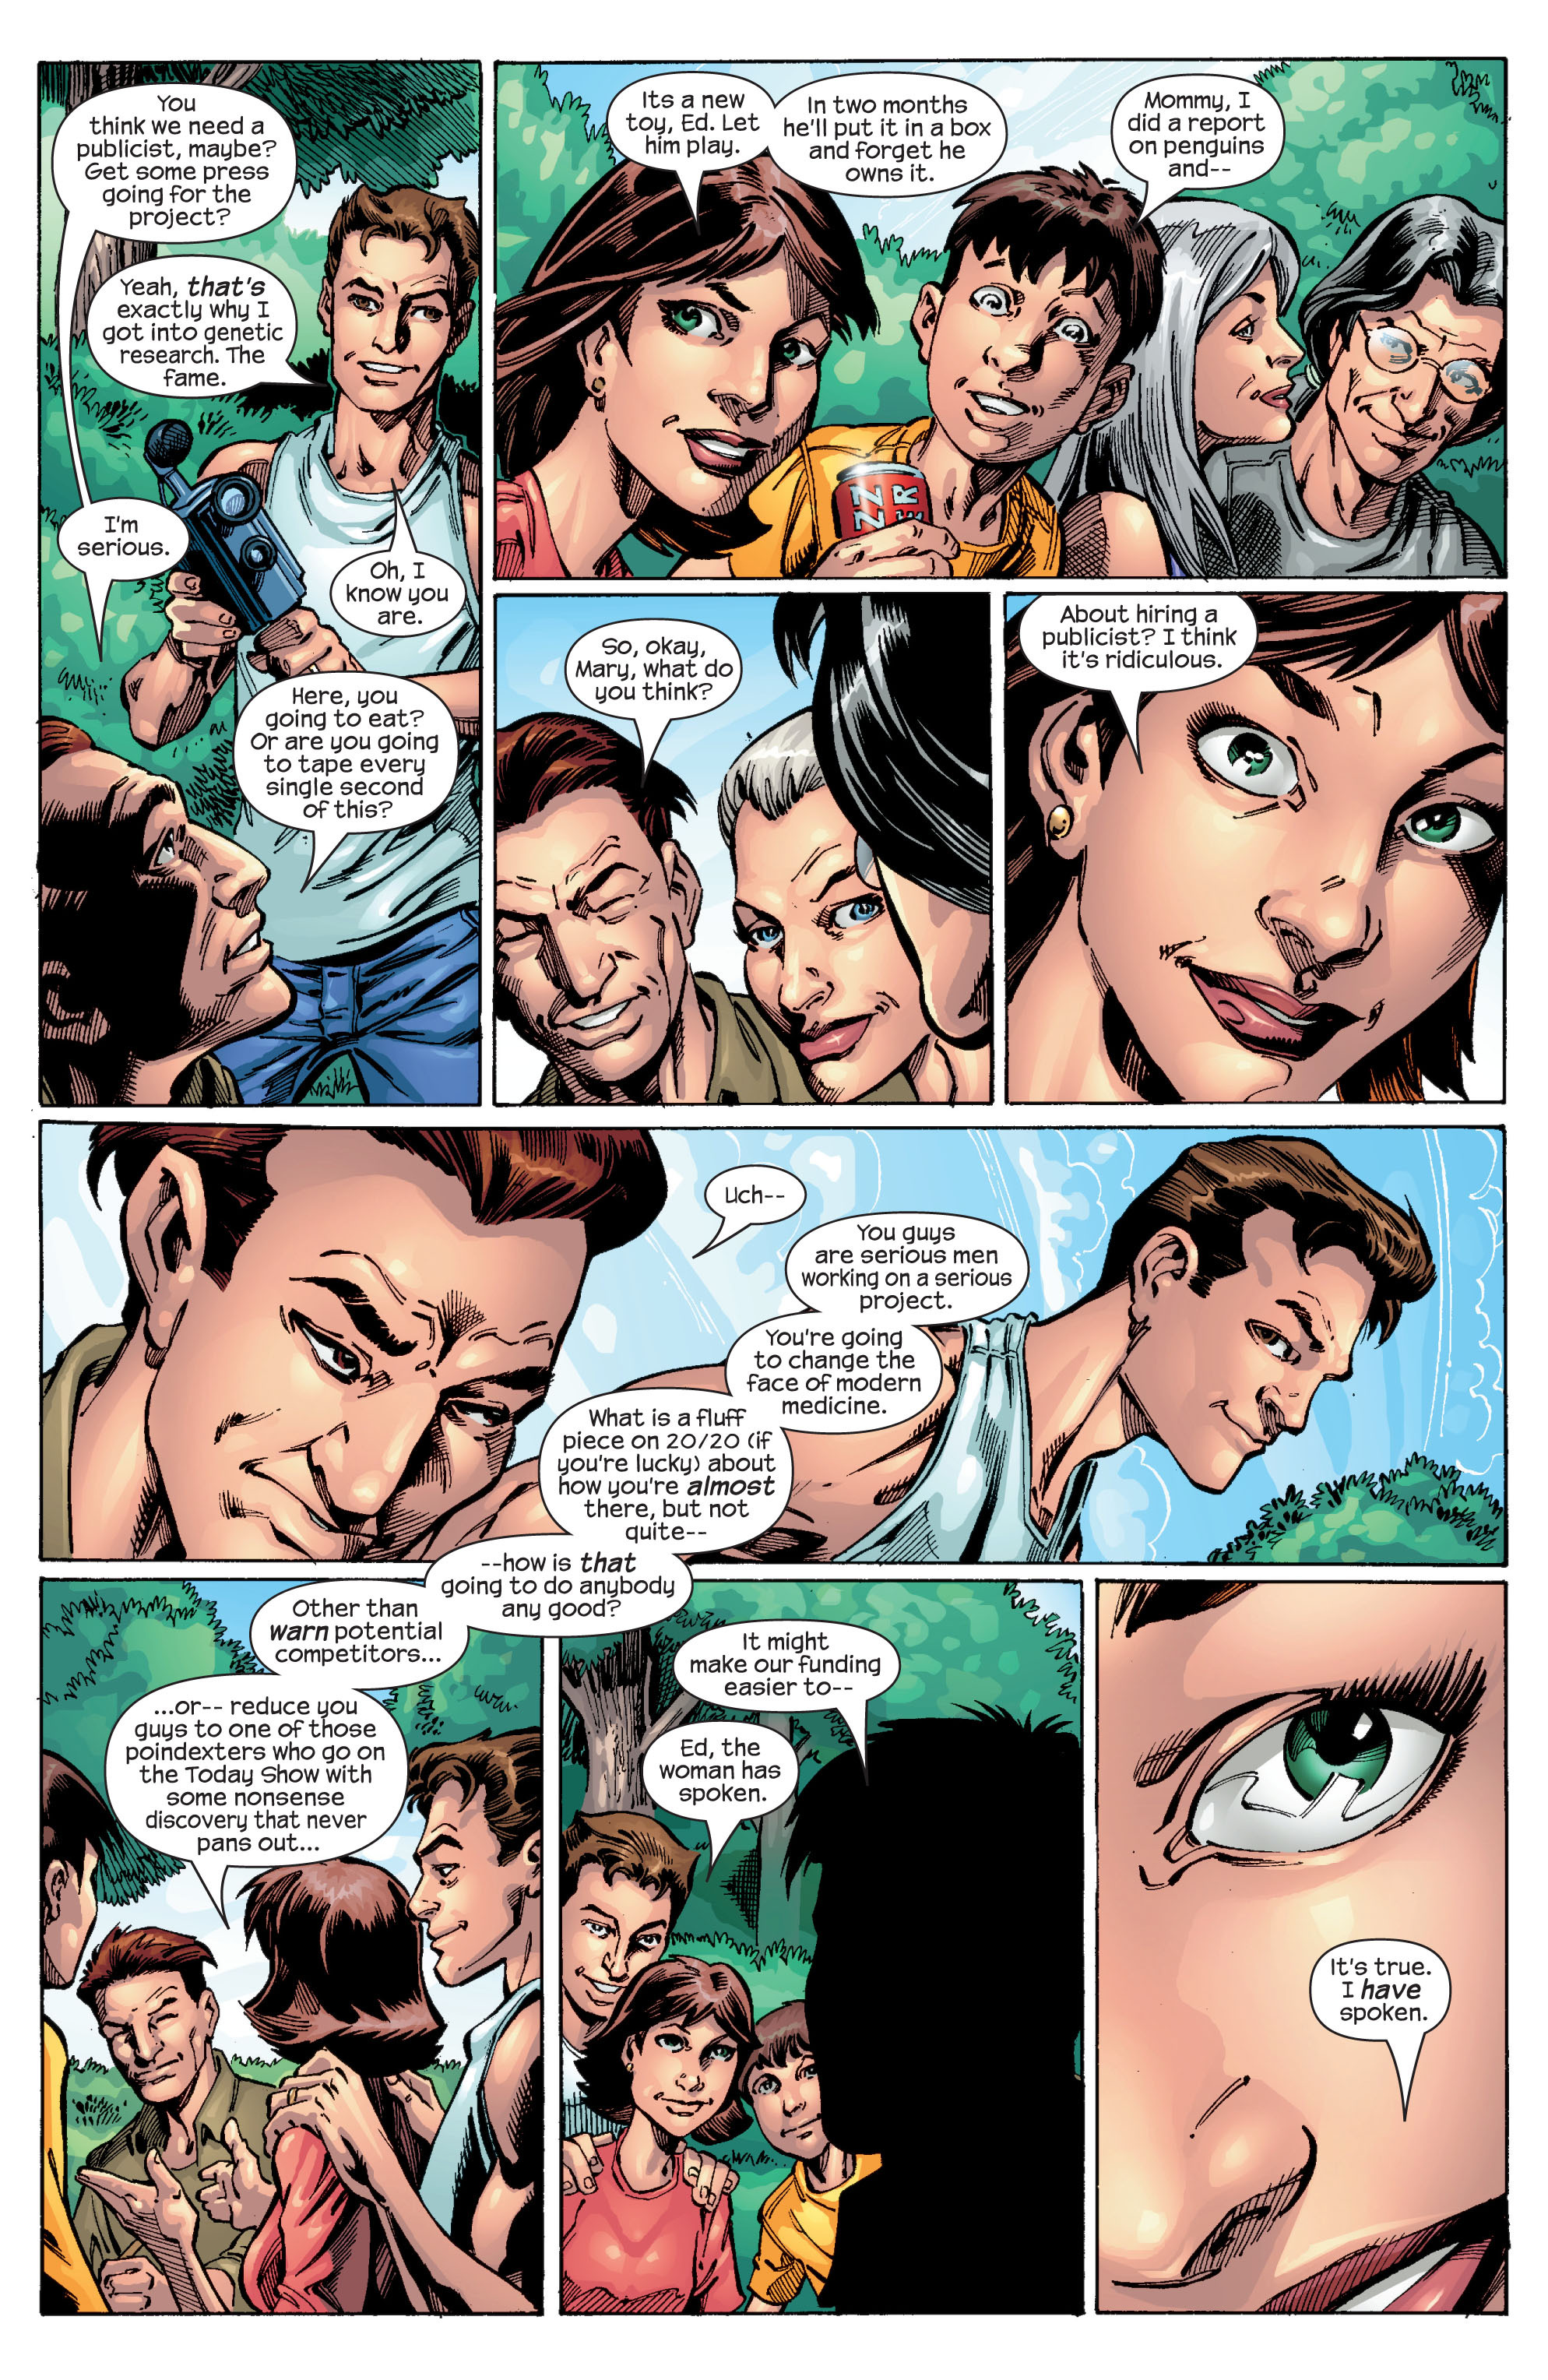 You
think we need a
publicist, maybe?
Get some press
going for the
project?
Yeah, that's
exactly why I
got into genetic
research. The
fame.
I'm
serious.
Oh, I
know you
are.
Here, you
going to eat?
Or are you going
to tape every
single second
of this?
Its a new
toy, Ed. Let
him play.
In two months
he'll put it in a box
and forget he
owns it.
Mommy, I
did a report
on penguins
and--
ZZ
ER
So, okay,
Mary, what do
you think?
About hiring a
publicist? I think
it's ridiculous.
Uch--
You guys
are serious men
working on a serious
project.
You're going
to change the
face of modern
medicine.
What is a fluff
piece on 20/20 (if
you're lucky) about
how you're almost
there, but not
quite--
--how is that
going to do anybody
any good?
Other than
warn potential
competitors...
...or-- reduce you
guys to one of those
poindexters who go on
the Today Show with
some nonsense
discovery that never
pans out...
It might
make our funding
easier to--
Ed, the
woman has
spoken.
It's true.
I have
spoken.